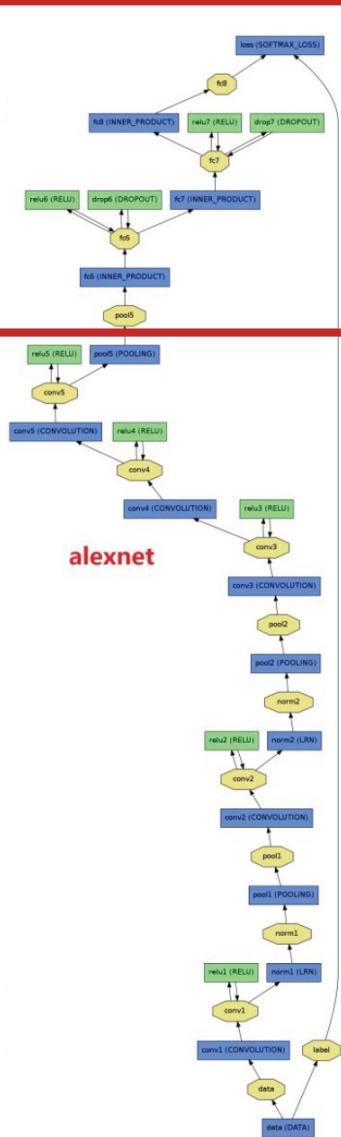 loss (SOFTMAX_LOSS)
fc8
fc8 (INNER_PRODUCT)
relu7 (RELU)
drop7 (DROPOUT)
fc7
relu6 (RELU)
drop6 (DROPOUT)
fc7 (INNER_PRODUCT)
fc6
fc6 (INNER_PRODUCT)
pool5
relu5 (RELU)
pool5 (POOLING)
conv5
conv5 (CONVOLUTION)
relu4 (RELU)
conv4
conv4 (CONVOLUTION)
relu3 (RELU)
conv3
alexnet
conv3 (CONVOLUTION)
pool2
pool2 (POOLING)
norm2
relu2 (RELU)
norm2 (LRN)
conv2
conv2 (CONVOLUTION)
pool1
pool1 (POOLING)
norm1
relu1 (RELU)
norm1 (LRN)
conv1
conv1 (CONVOLUTION)
label
data
data (DATA)